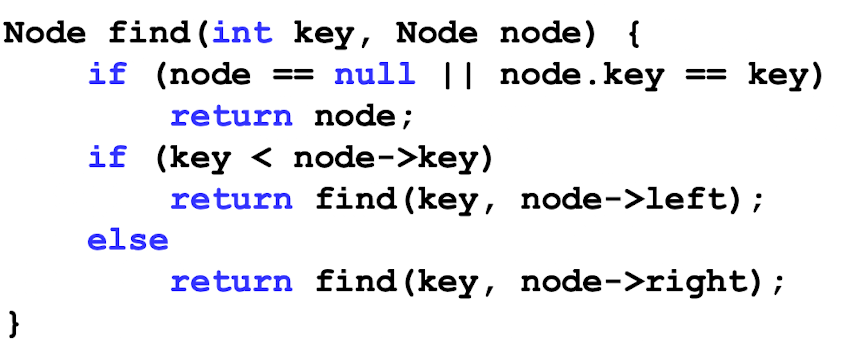 Node find(int key, Node node) {
    if (node == null || node.key == key)
        return node;
    if (key < node->key)
        return find(key, node->left);
    else
        return find(key, node->right);
}